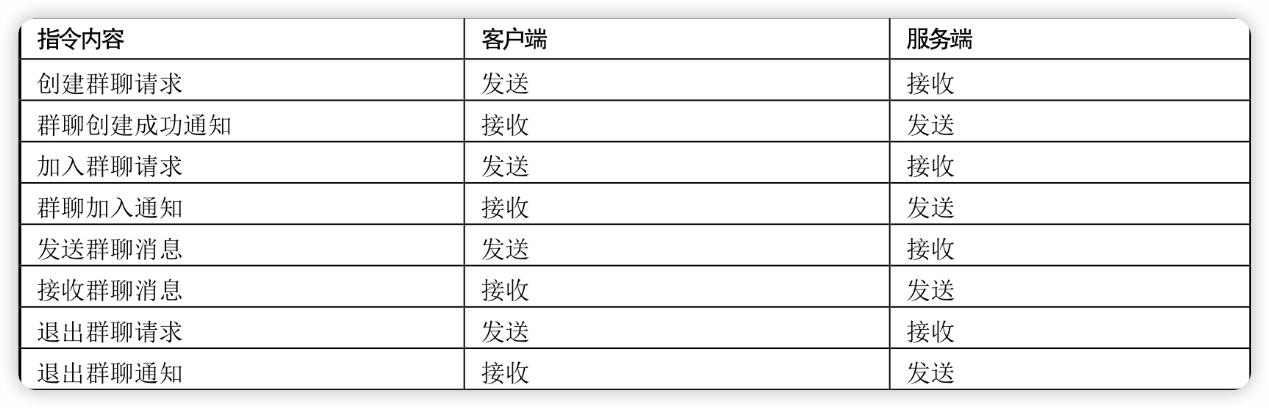 指令内容 客户端 服务端
创建群聊请求 发送 接收
群聊创建成功通知 接收 发送
加入群聊请求 发送 接收
群聊加入通知 接收 发送
发送群聊消息 发送 接收
接收群聊消息 接收 发送
退出群聊请求 发送 接收
退出群聊通知 接收 发送